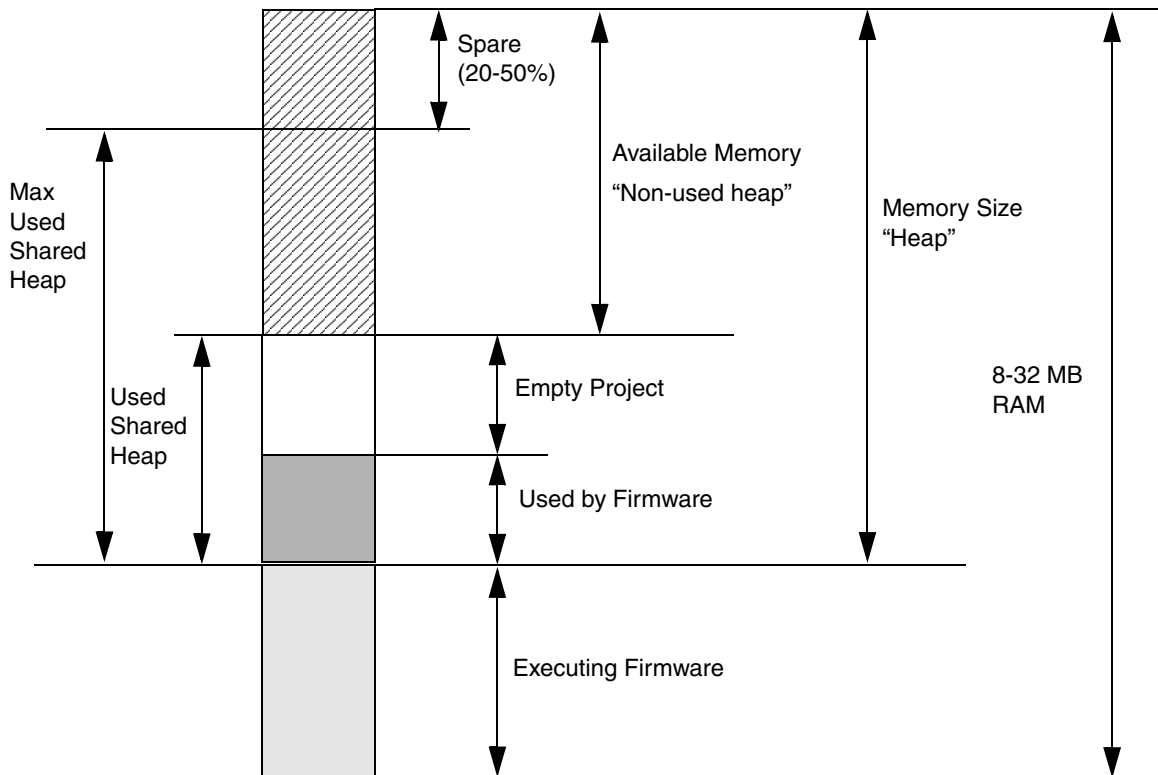 Spare
(20-50%)
Available Memory
“Non-used heap”
Max
Used
Shared
Heap
Memory Size
“Heap”
8-32 MB
RAM
Empty Project
Used
Shared
Heap
Used by Firmware
Executing Firmware